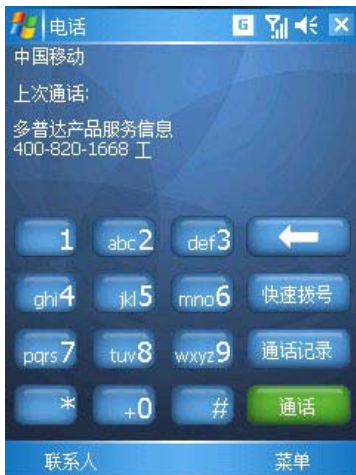 电话 G
中国移动
上次通话:
多普达产品服务信息
400-820-1668 工
1 abc2 def3
ghi4 jkl5 mno6 快速拨号
pqrs7 tuv8 wxyz9 通话记录
* +0 # 通话
联系人 菜单